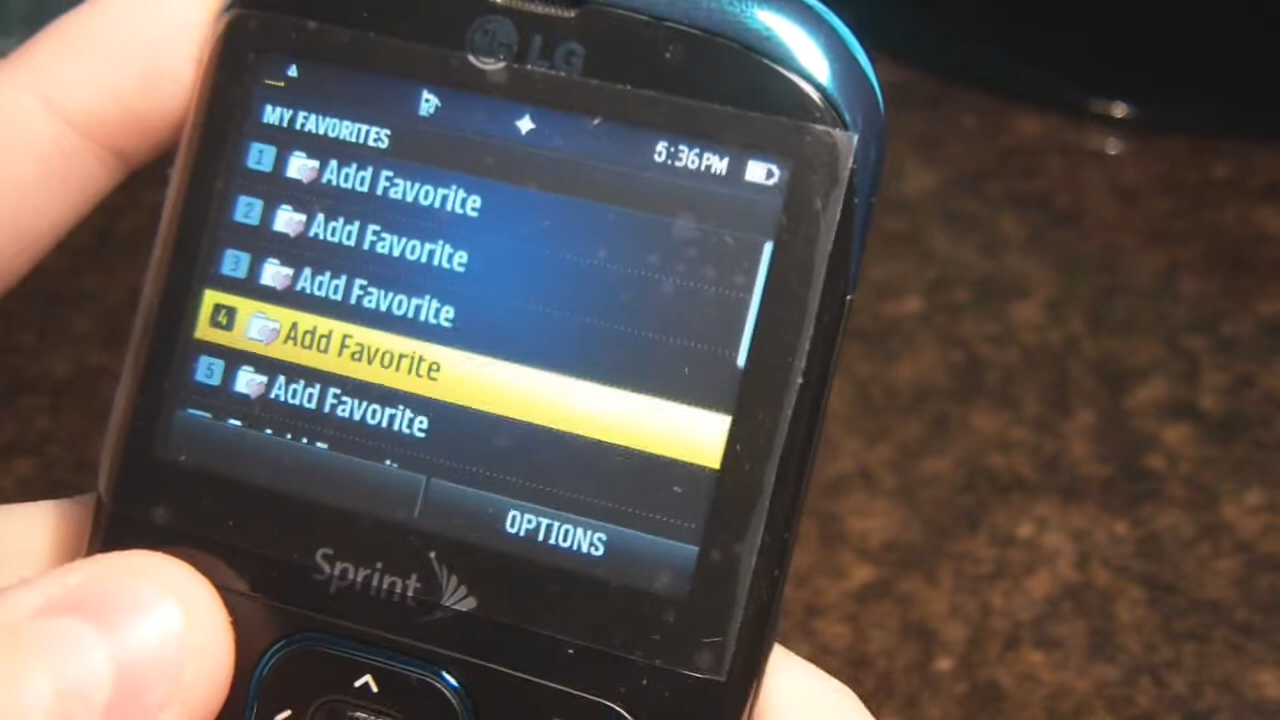 LG
5:36PM
MY FAVORITES
1 Add Favorite
2 Add Favorite
3 Add Favorite
4 Add Favorite
5 Add Favorite
OPTIONS
Sprint